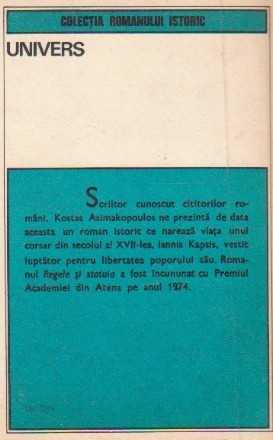 COLECȚIA ROMANULUI ISTORIC
UNIVERS
Scriitor cunoscut cititorilor ro-
mâni, Kostas Asimakopoulos ne prezintă de data
aceasta un roman istoric ce narează viața unui
corsar din secolul al XVII-lea, Iannis Kapsis, vestit
luptător pentru libertatea poporului său. Roma-
nul Regele și statuia a fost încununat cu Premiul
Academiei din Atena pe anul 1974.